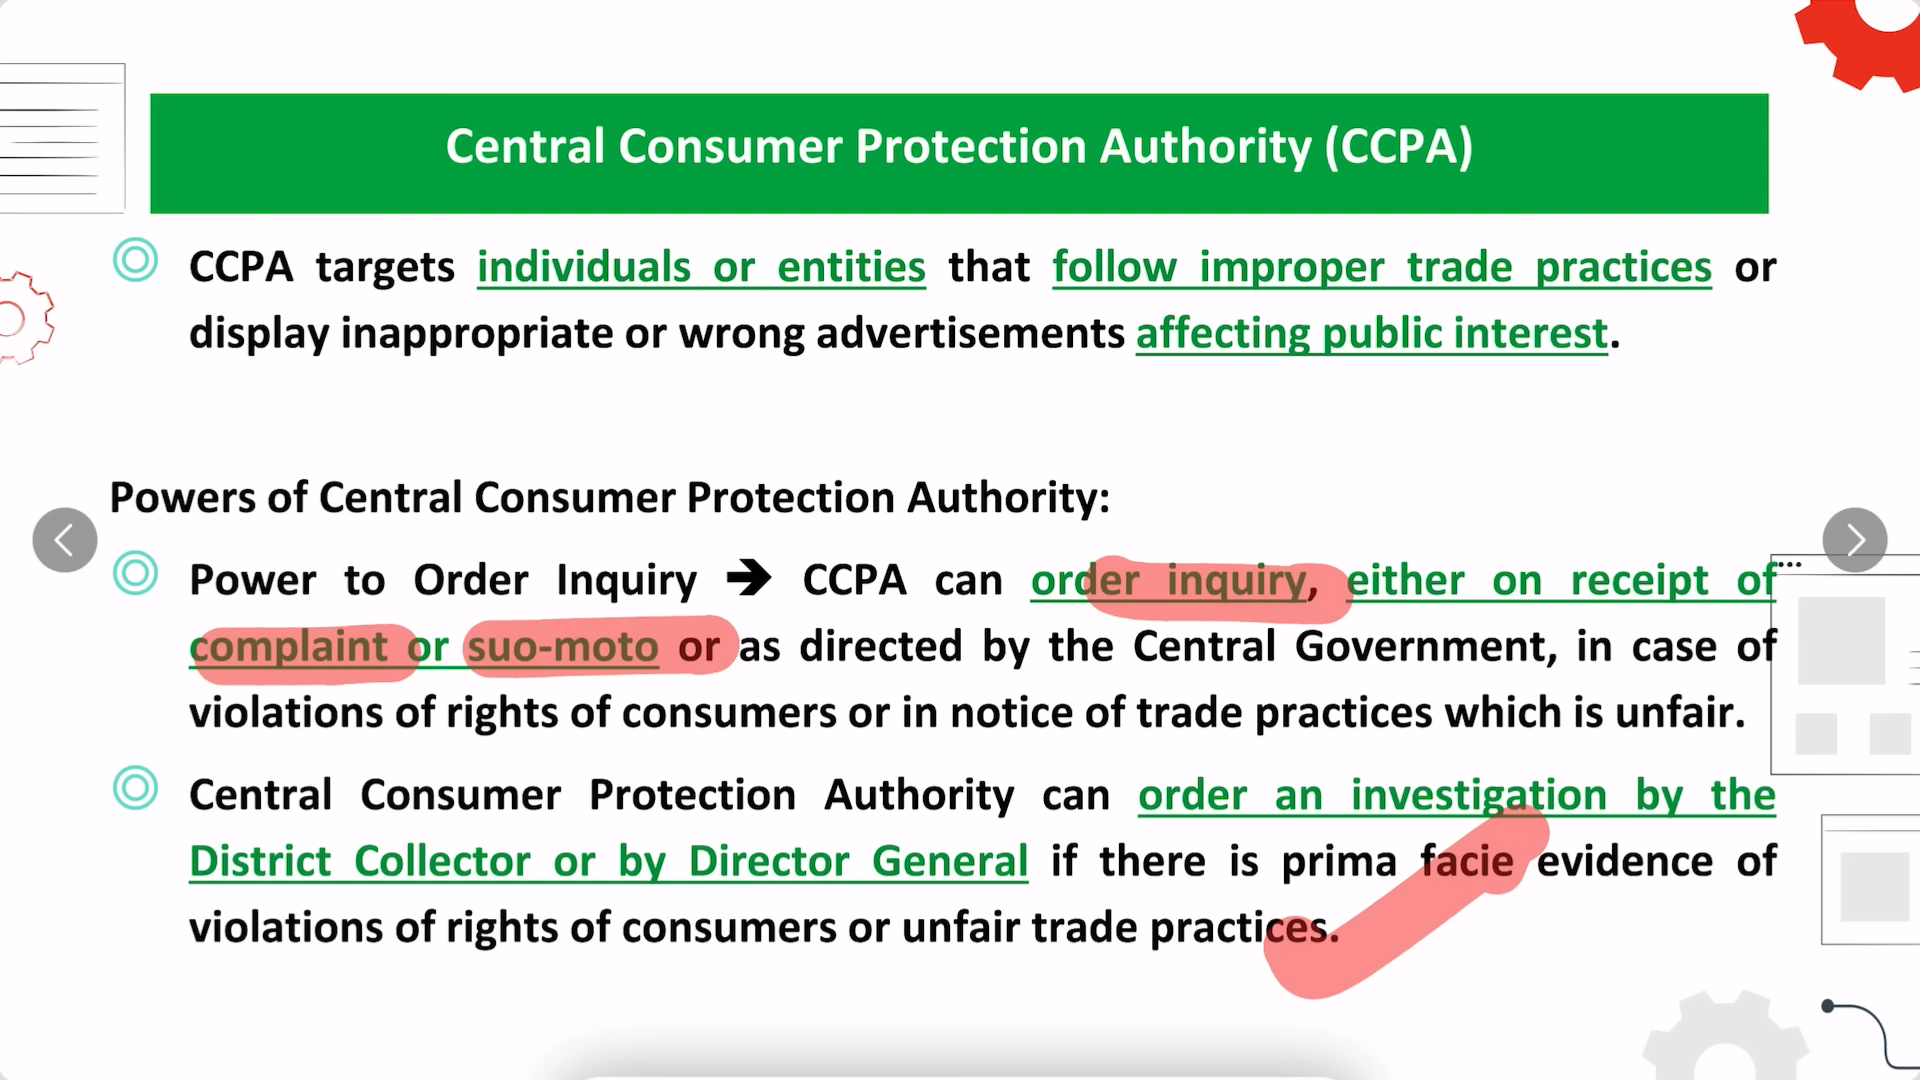 Central Consumer Protection Authority (CCPA)
CCPA targets individuals or entities that follow improper trade practices or
display inappropriate or wrong advertisements affecting public interest.
Powers of Central Consumer Protection Authority:
Power to Order Inquiry ➔ CCPA can order inquiry, either on receipt of
complaint or suo-moto or as directed by the Central Government, in case of
violations of rights of consumers or in notice of trade practices which is unfair.
Central Consumer Protection Authority can order an investigation by the
District Collector or by Director General if there is prima facie evidence of
violations of rights of consumers or unfair trade practices.